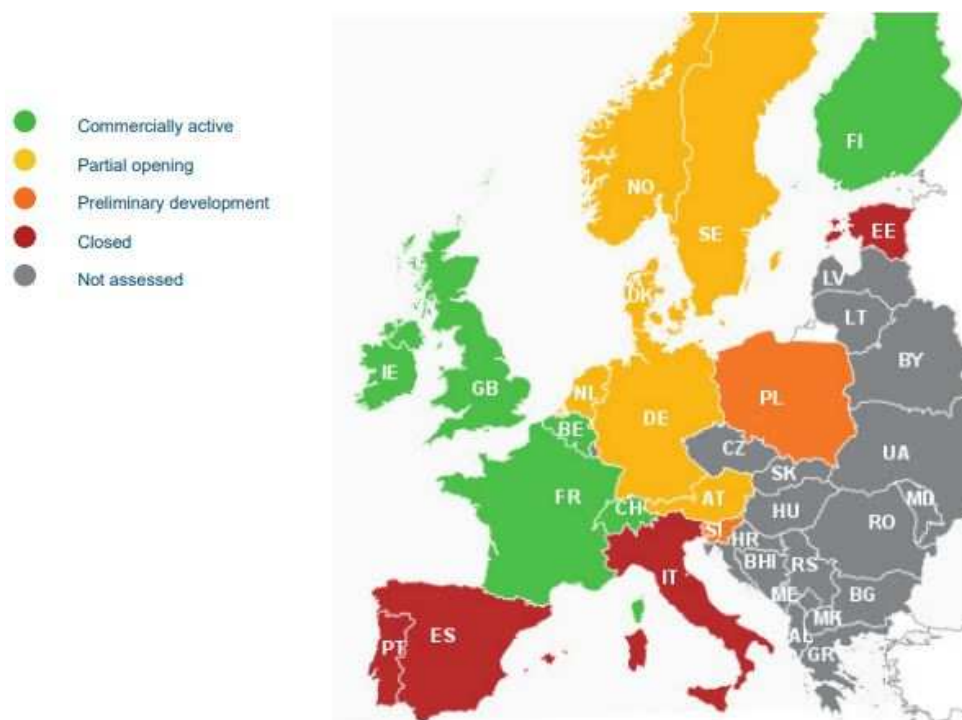 Commercially active
Partial opening
Preliminary development
Closed
Not assessed
FI
NO
SE
EE
LV
DK
LT
IE
GB
NL
BY
PL
DE
BE
CZ
UA
SK
FR
CH
AT
MD
HU
RO
SI
HR
BHI
RS
IT
ME
BG
MK
AL
PT
ES
GR